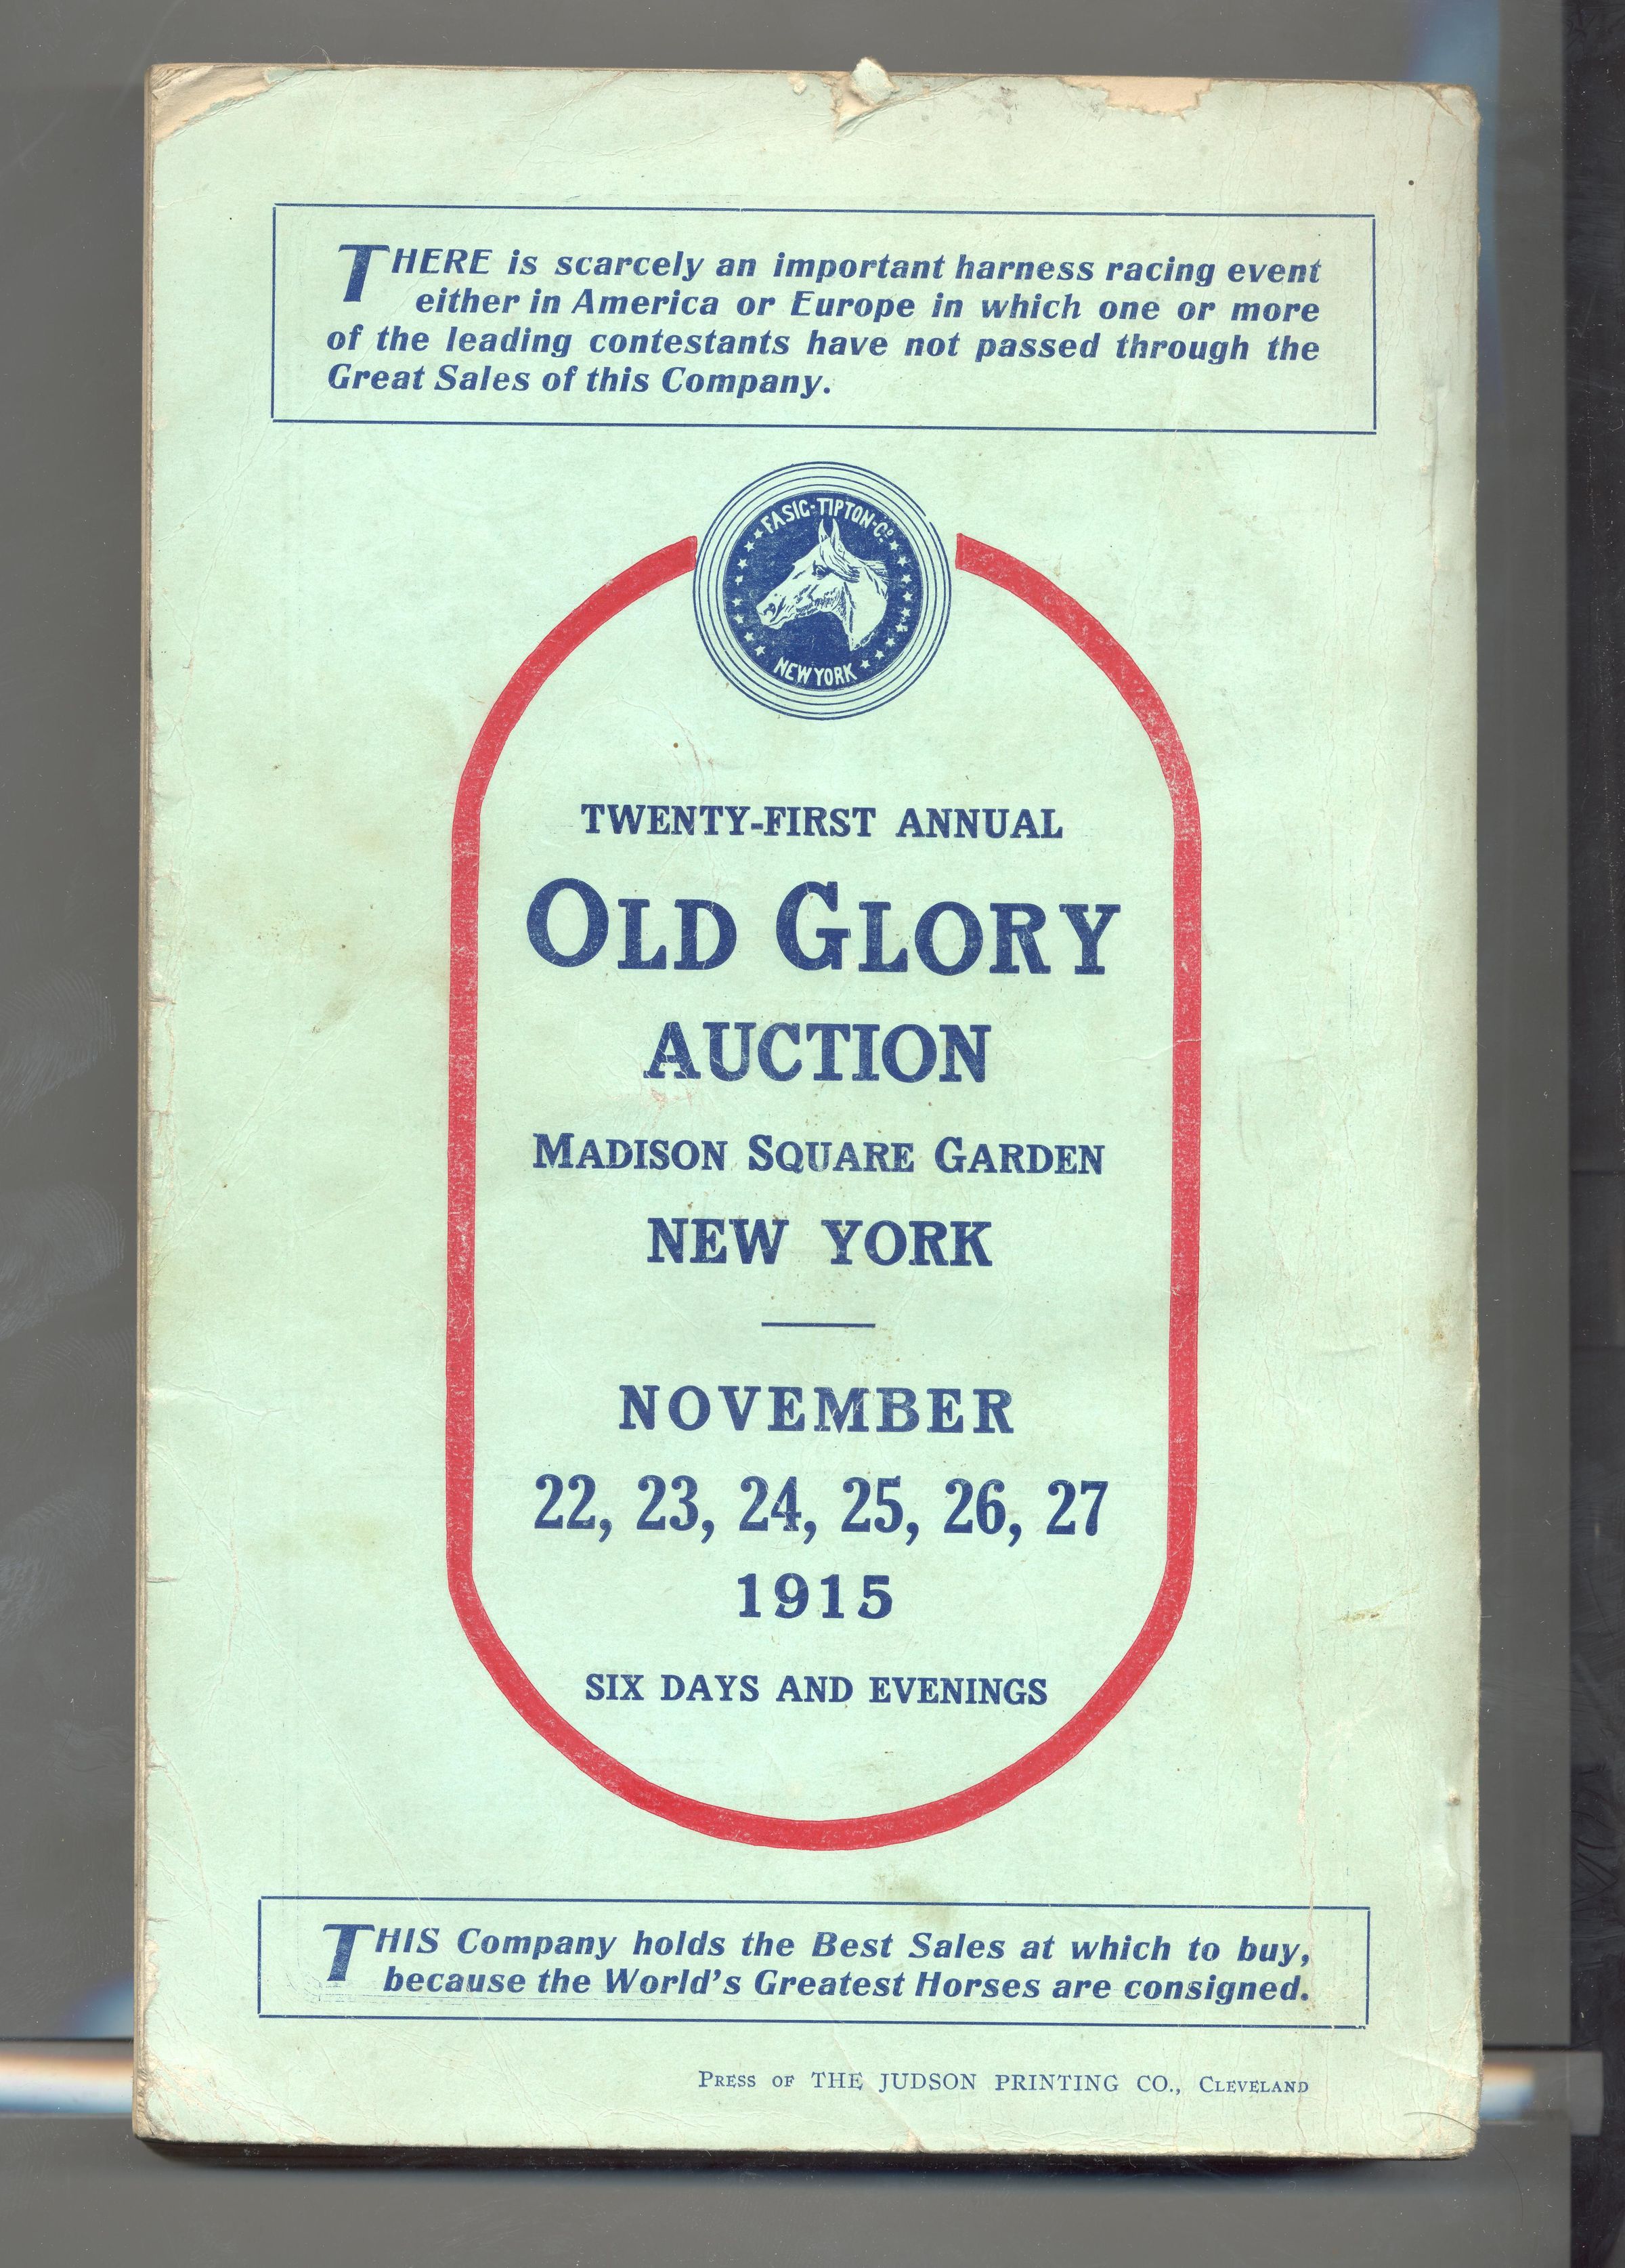 THERE is scarcely an important harness racing event
either in America or Europe in which one or more
of the leading contestants have not passed through the
Great Sales of this Company.
FASIG-TIPTON-Co
NEW YORK
TWENTY-FIRST ANNUAL
OLD GLORY
AUCTION
MADISON SQUARE GARDEN
NEW YORK
NOVEMBER
22, 23, 24, 25, 26, 27
1915
SIX DAYS AND EVENINGS
THIS Company holds the Best Sales at which to buy,
because the World's Greatest Horses are consigned.
PRESS OF THE JUDSON PRINTING CO., CLEVELAND